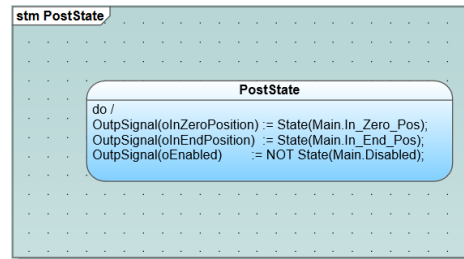 stm PostState
PostState
do /
OutpSignal(oInZeroPosition) := State(Main.In_Zero_Pos);
OutpSignal(oInEndPosition) := State(Main.In_End_Pos);
OutpSignal(oEnabled) := NOT State(Main.Disabled);